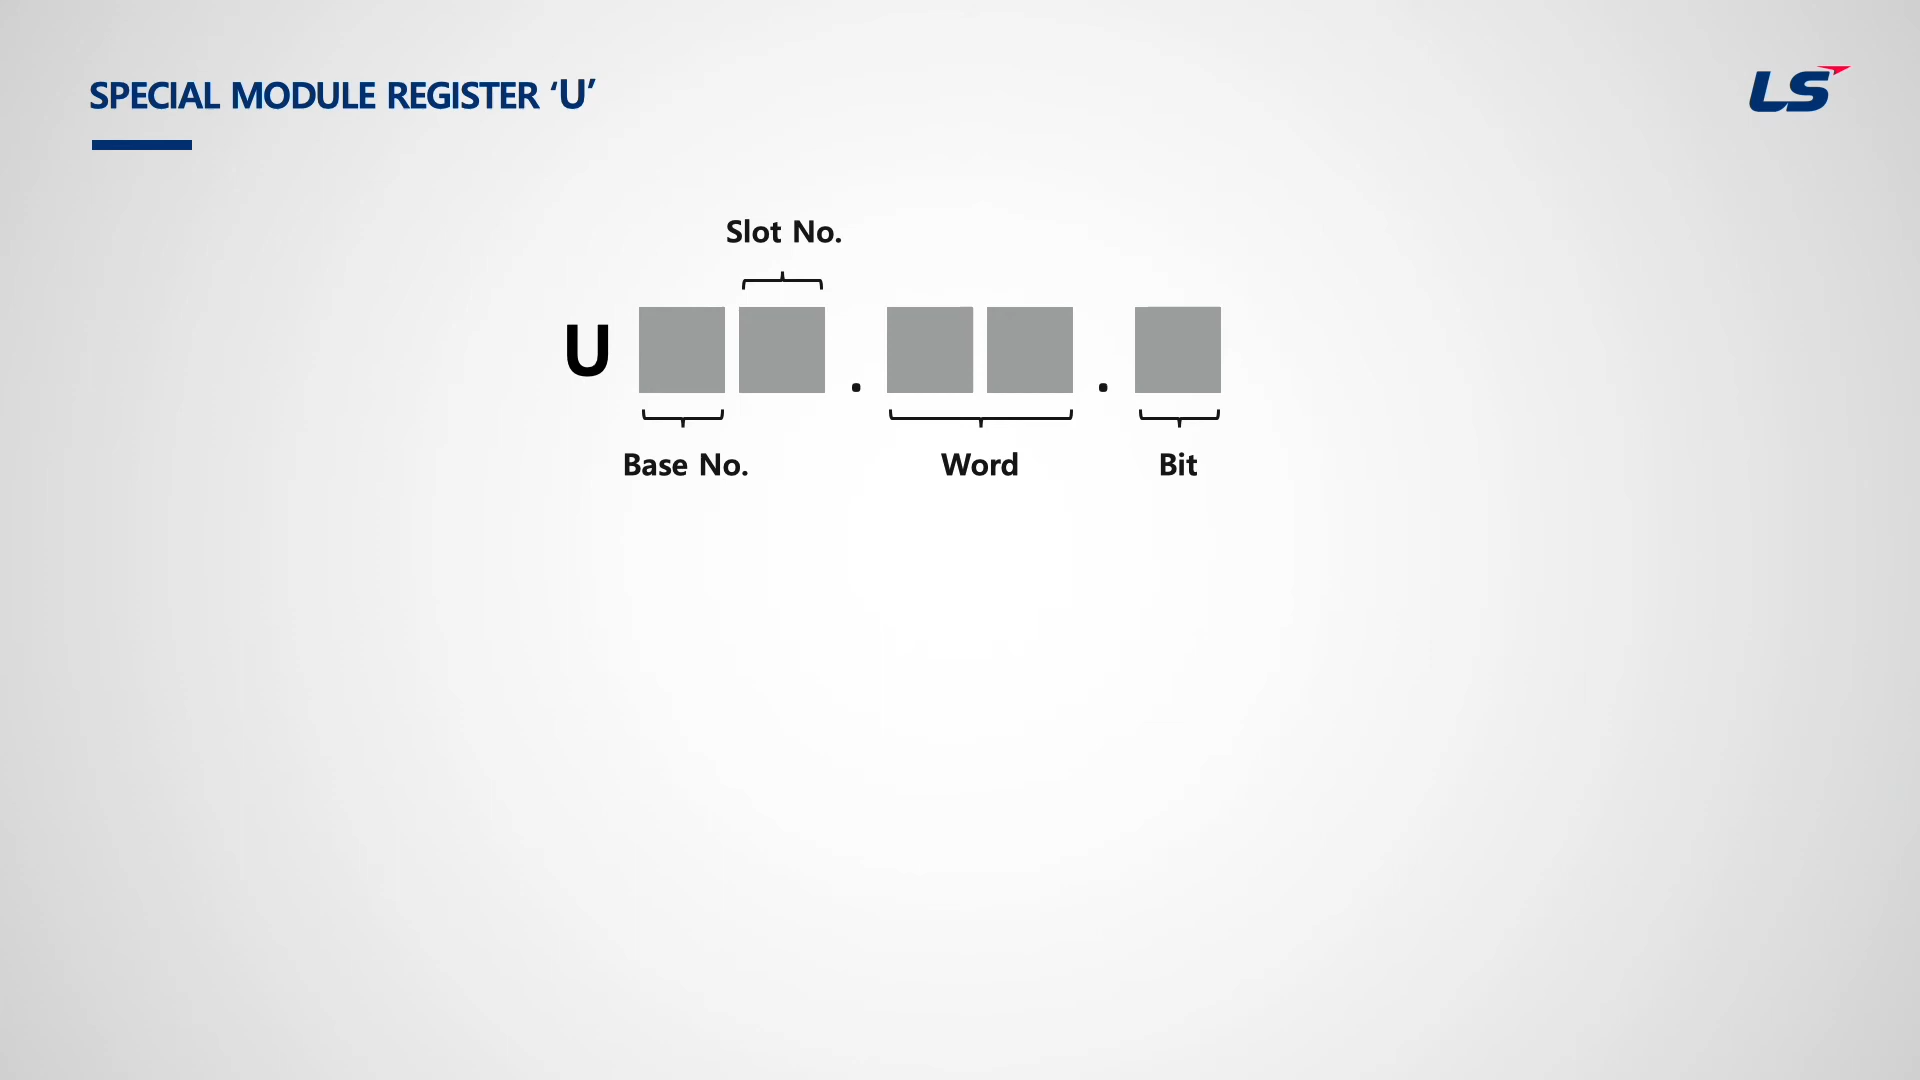 SPECIAL MODULE REGISTER ‘U’
LS
Slot No.
U . .
Base No. Word Bit